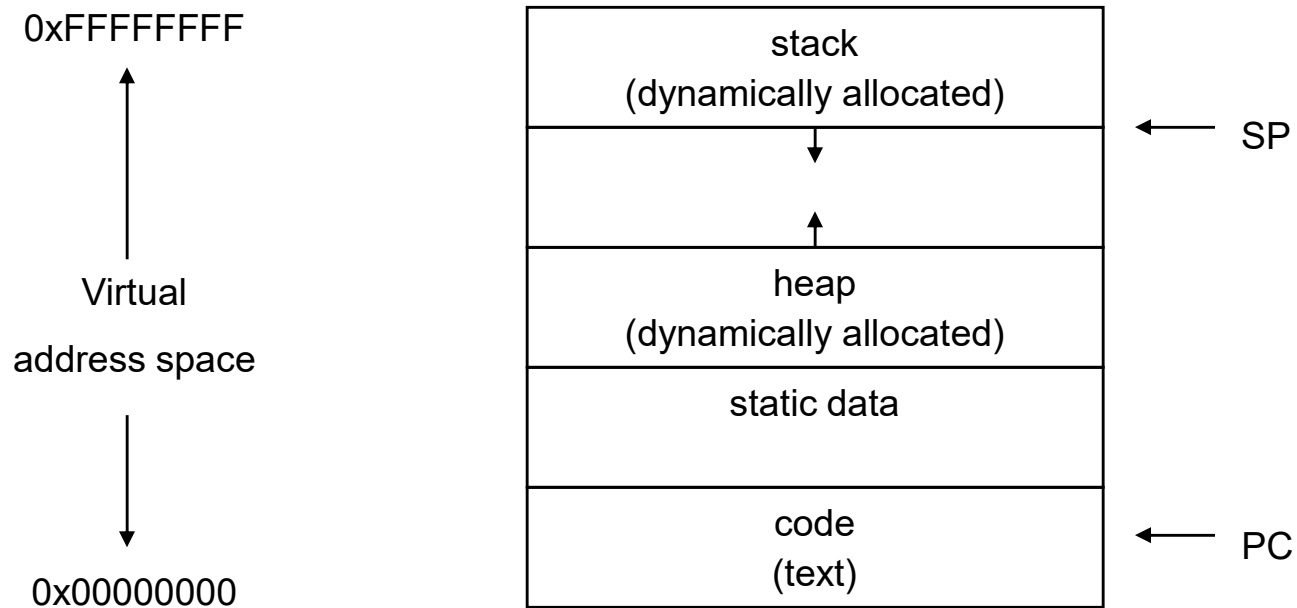 0xFFFFFFFF
Virtual
address space
0x00000000
stack
(dynamically allocated)
heap
(dynamically allocated)
static data
code
(text)
SP
PC